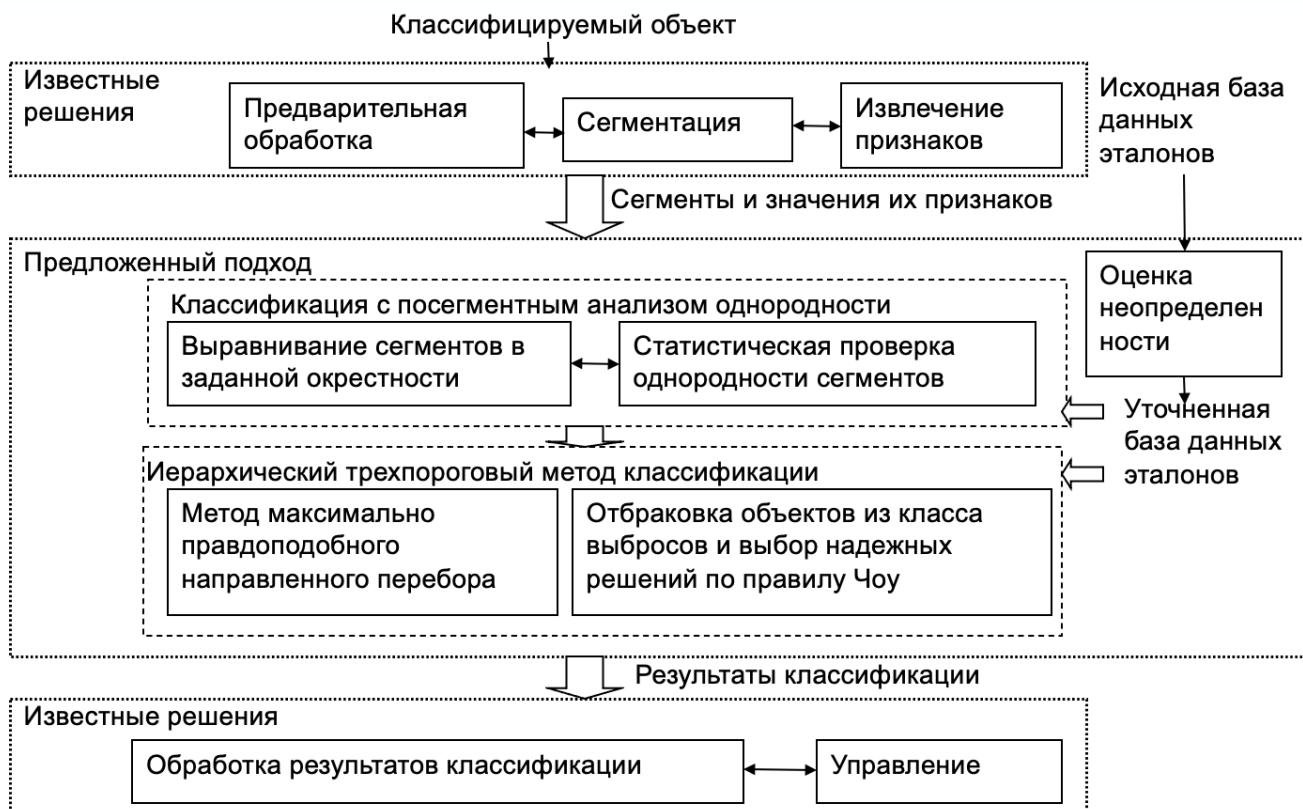 Классифицируемый объект
Известные
решения
Предварительная
обработка
Сегментация
Извлечение
признаков
Исходная база
данных
эталонов
Сегменты и значения их признаков
Предложенный подход
Оценка
неопределен
ности
Классификация с посегментным анализом однородности
Выравнивание сегментов в
заданной окрестности
Статистическая проверка
однородности сегментов
Уточненная
база данных
эталонов
Иерархический трехпороговый метод классификации
Метод максимально
правдоподобного
направленного перебора
Отбраковка объектов из класса
выбросов и выбор надежных
решений по правилу Чоу
Результаты классификации
Известные решения
Обработка результатов классификации
Управление